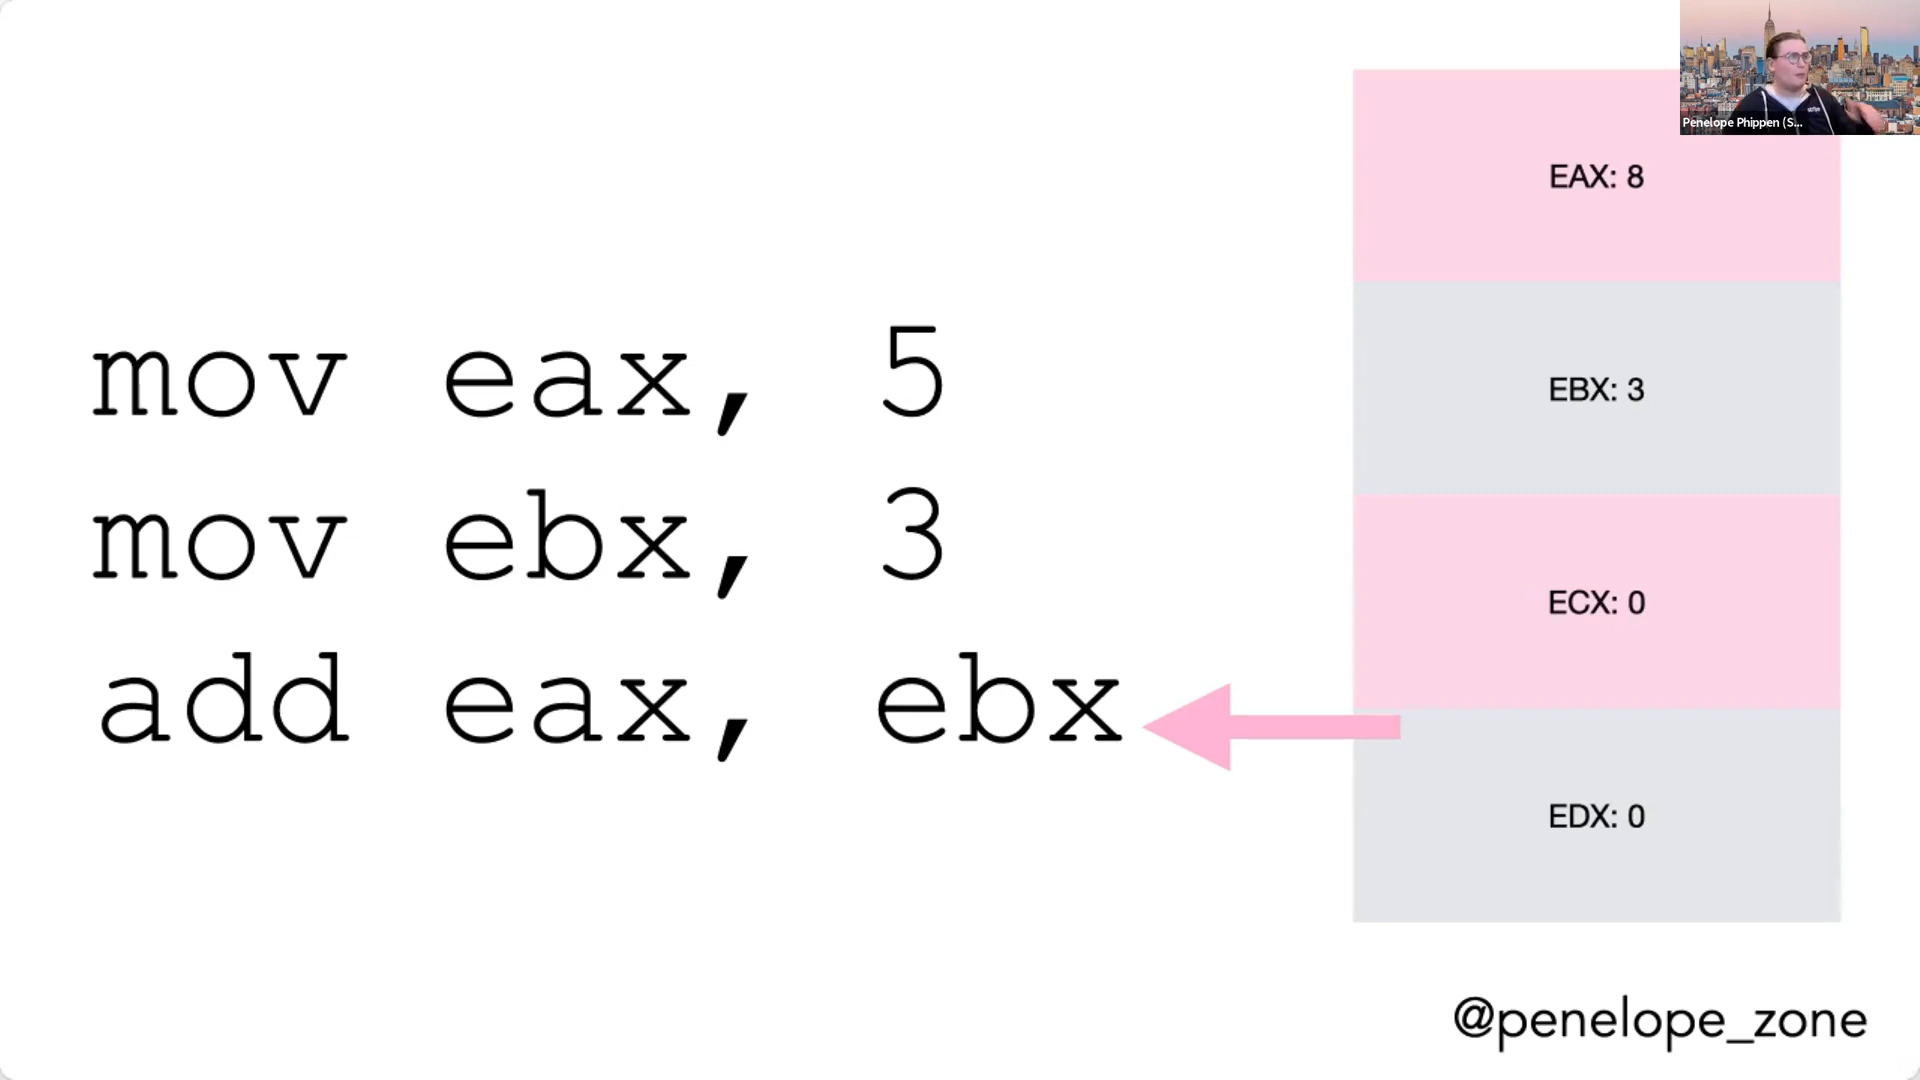 Penelope Phippen (S...
EAX: 8
mov eax, 5
EBX: 3
mov ebx, 3
ECX: 0
add eax, ebx
EDX: 0
@penelope_zone